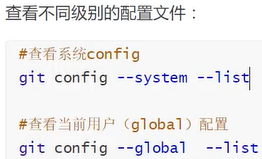 查看不同级别的配置文件：
#查看系统config
git config --system --list
#查看当前用户（global）配置
git config --global  --list